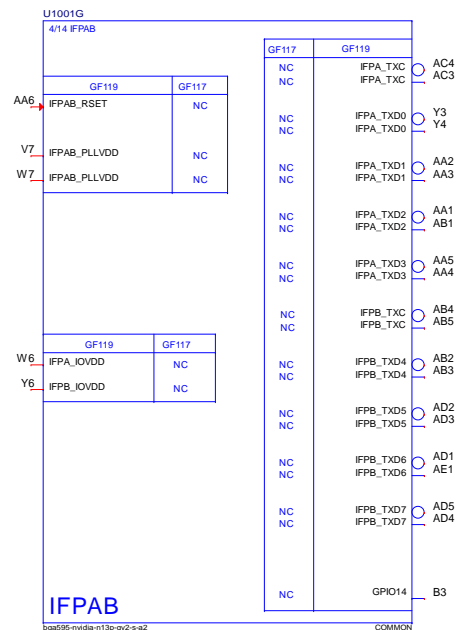 U1001G
4/14 IFPAB
GF119 GF117
AA6 IFPAB_RSET NC
V7 IFPAB_PLLVDD NC
W7 IFPAB_PLLVDD NC
GF119 GF117
W6 IFPA_IOVDD NC
Y6 IFPB_IOVDD NC
GF117 GF119
NC IFPA_TXC AC4
NC IFPA_TXC AC3
NC IFPA_TXD0 Y3
NC IFPA_TXD0 Y4
NC IFPA_TXD1 AA2
NC IFPA_TXD1 AA3
NC IFPA_TXD2 AA1
NC IFPA_TXD2 AB1
NC IFPA_TXD3 AA5
NC IFPA_TXD3 AA4
NC IFPB_TXC AB4
NC IFPB_TXC AB5
NC IFPB_TXD4 AB2
NC IFPB_TXD4 AB3
NC IFPB_TXD5 AD2
NC IFPB_TXD5 AD3
NC IFPB_TXD6 AD1
NC IFPB_TXD6 AE1
NC IFPB_TXD7 AD5
NC IFPB_TXD7 AD4
NC GPIO14 B3
IFPAB
bga595-nvidia-n13p-gv2-s-a2 COMMON